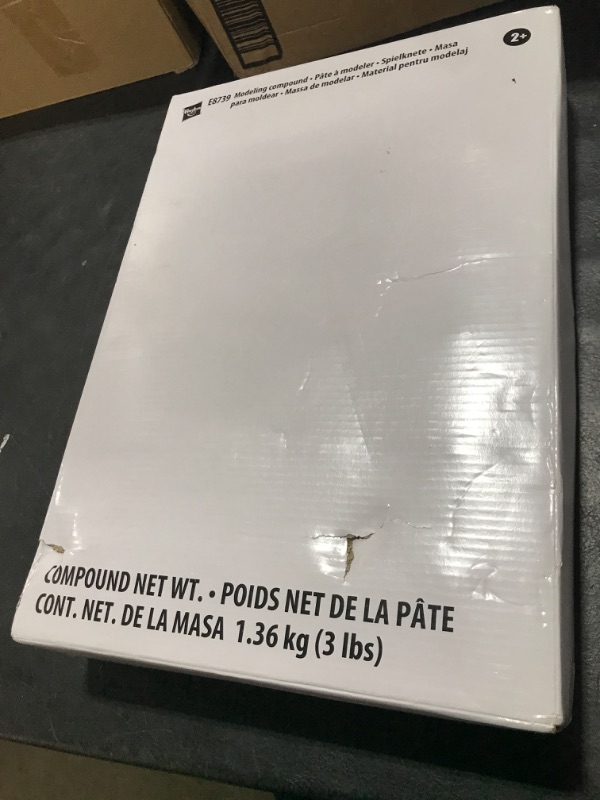 Hasbro
E8739 Modeling compound • Pâte à modeler • Spielknete • Masa
para moldear • Massa de modelar • Material pentru modelaj
2+
COMPOUND NET WT. • POIDS NET DE LA PÂTE
CONT. NET. DE LA MASA 1.36 kg (3 lbs)